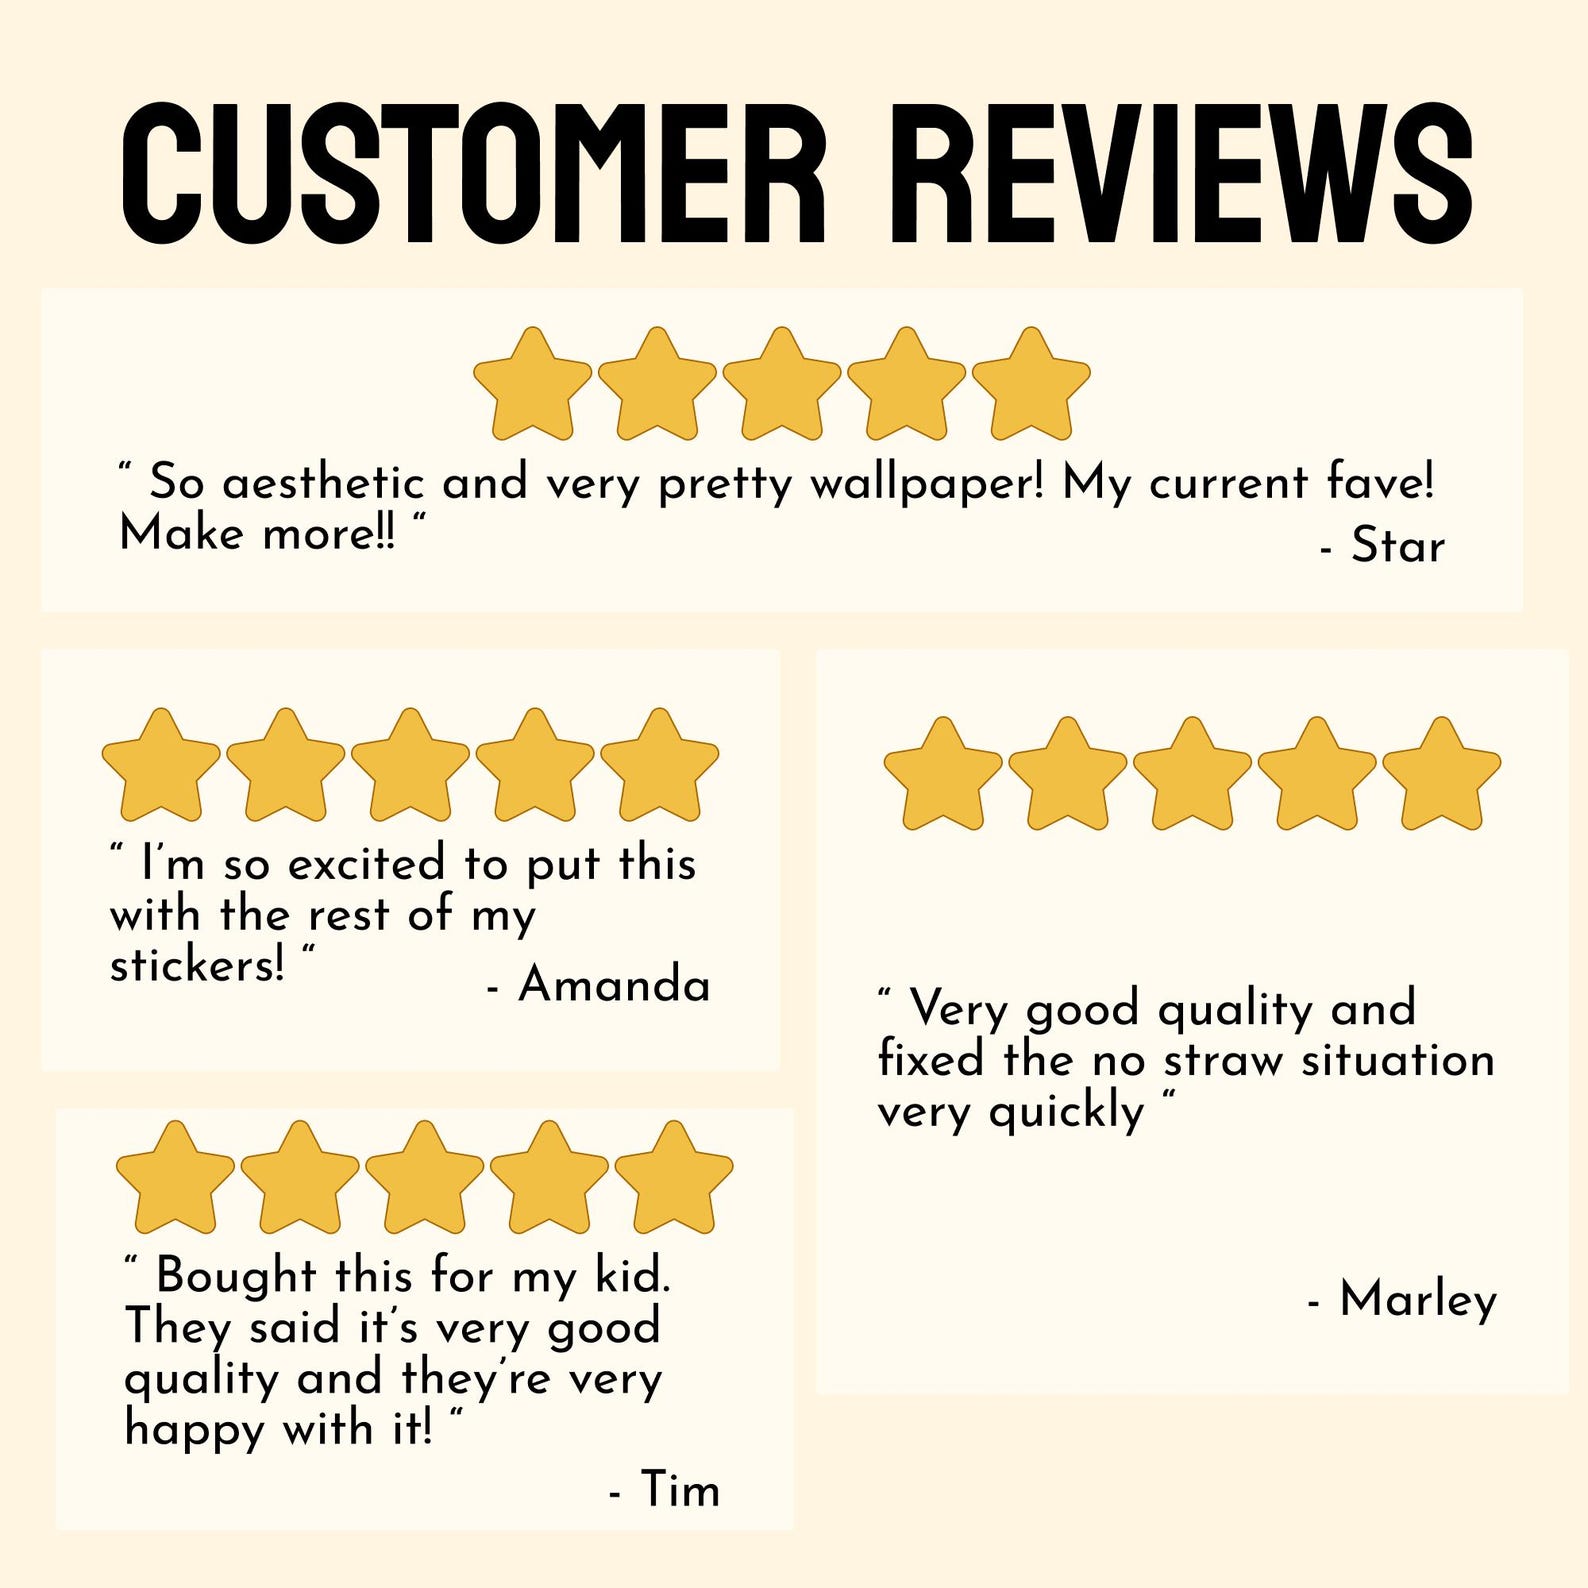 CUSTOMER REVIEWS
“ So aesthetic and very pretty wallpaper! My current fave!
Make more!! “
- Star
“ I’m so excited to put this
with the rest of my
stickers! “
- Amanda
“ Very good quality and
fixed the no straw situation
very quickly “
- Marley
“ Bought this for my kid.
They said it’s very good
quality and they’re very
happy with it! “
- Tim